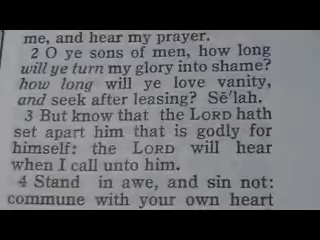 me, and hear my prayer.
2 O ye sons of men, how long
will ye turn my glory into shame?
how long will ye love vanity,
and seek after leasing? Sē'lah.
3 But know that the LORD hath
set apart him that is godly for
himself: the LORD will hear
when I call unto him.
4 Stand in awe, and sin not:
commune with your own heart